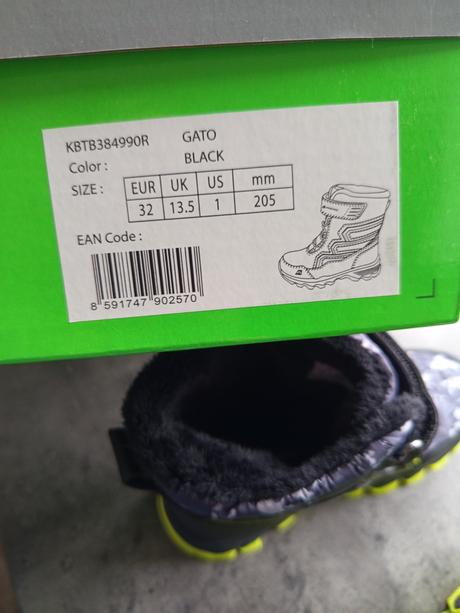 KBTB384990R GATO
Color : BLACK
SIZE : EUR UK US mm
32 13.5 1 205
EAN Code :
8 591747 902570